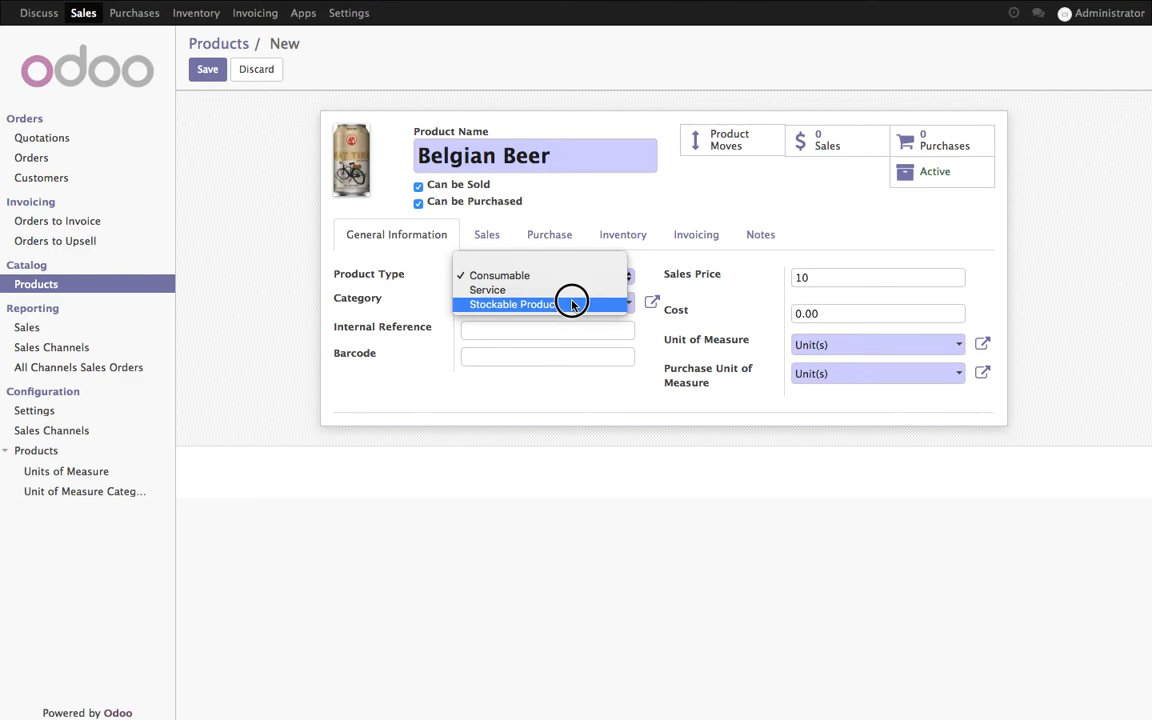 Discuss Sales Purchases Inventory Invoicing Apps Settings Administrator
odoo
Products / New
Save Discard
Orders
Quotations
Orders
Customers
Invoicing
Orders to Invoice
Orders to Upsell
Catalog
Products
Reporting
Sales
Sales Channels
All Channels Sales Orders
Configuration
Settings
Sales Channels
Products
Units of Measure
Unit of Measure Categ...
Powered by Odoo
Product Name
Belgian Beer
Can be Sold
Can be Purchased
Product Moves
0 Sales
0 Purchases
Active
General Information Sales Purchase Inventory Invoicing Notes
Product Type
✓ Consumable
Service
Stockable Produc
Category
Internal Reference
Barcode
Sales Price 10
Cost 0.00
Unit of Measure Unit(s)
Purchase Unit of
Measure
Unit(s)